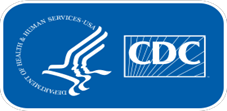 DEPARTMENT OF HEALTH & HUMAN SERVICES • USA
CDC